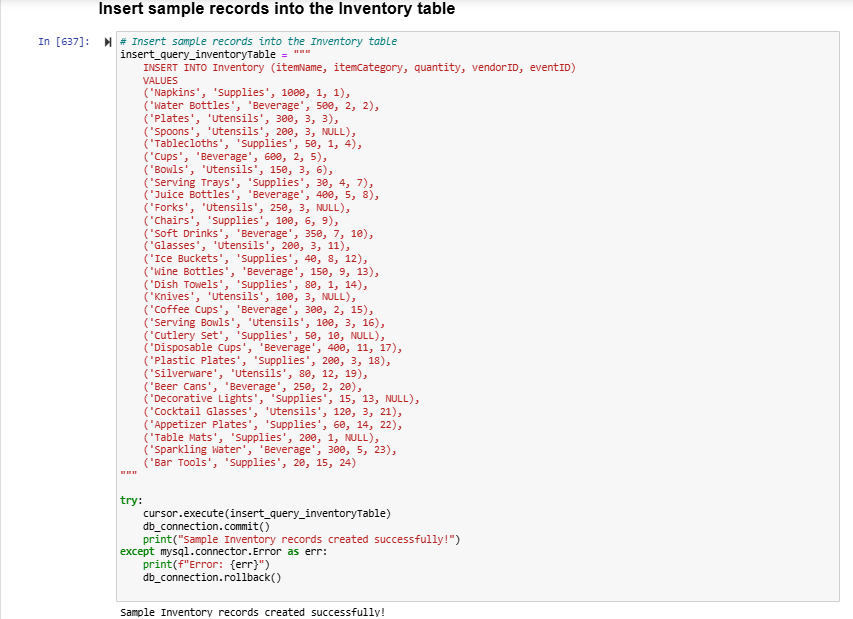 Insert sample records into the Inventory table
In [637]:
# Insert sample records into the Inventory table
insert_query_inventoryTable = """
INSERT INTO Inventory (itemName, itemCategory, quantity, vendorID, eventID)
VALUES
('Napkins', 'Supplies', 1000, 1, 1),
('Water Bottles', 'Beverage', 500, 2, 2),
('Plates', 'Utensils', 300, 3, 3),
('Spoons', 'Utensils', 200, 3, NULL),
('Tablecloths', 'Supplies', 50, 1, 4),
('Cups', 'Beverage', 600, 2, 5),
('Bowls', 'Utensils', 150, 3, 6),
('Serving Trays', 'Supplies', 30, 4, 7),
('Juice Bottles', 'Beverage', 400, 5, 8),
('Forks', 'Utensils', 250, 3, NULL),
('Chairs', 'Supplies', 100, 6, 9),
('Soft Drinks', 'Beverage', 350, 7, 10),
('Glasses', 'Utensils', 200, 3, 11),
('Ice Buckets', 'Supplies', 40, 8, 12),
('Wine Bottles', 'Beverage', 150, 9, 13),
('Dish Towels', 'Supplies', 80, 1, 14),
('Knives', 'Utensils', 100, 3, NULL),
('Coffee Cups', 'Beverage', 300, 2, 15),
('Serving Bowls', 'Utensils', 100, 3, 16),
('Cutlery Set', 'Supplies', 50, 10, NULL),
('Disposable Cups', 'Beverage', 400, 11, 17),
('Plastic Plates', 'Supplies', 200, 3, 18),
('Silverware', 'Utensils', 80, 12, 19),
('Beer Cans', 'Beverage', 250, 2, 20),
('Decorative Lights', 'Supplies', 15, 13, NULL),
('Cocktail Glasses', 'Utensils', 120, 3, 21),
('Appetizer Plates', 'Supplies', 60, 14, 22),
('Table Mats', 'Supplies', 200, 1, NULL),
('Sparkling Water', 'Beverage', 300, 5, 23),
('Bar Tools', 'Supplies', 20, 15, 24)
"""
try:
cursor.execute(insert_query_inventoryTable)
db_connection.commit()
print("Sample Inventory records created successfully!")
except mysql.connector.Error as err:
print(f"Error: {err}")
db_connection.rollback()
Sample Inventory records created successfully!